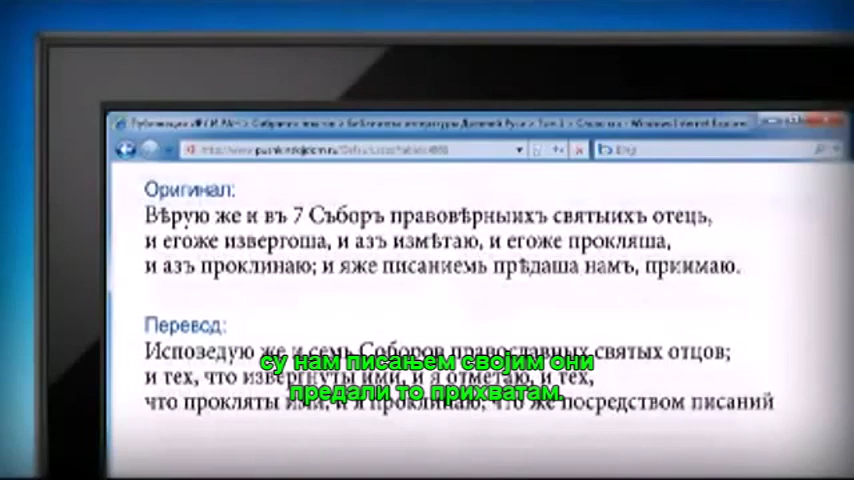 Оригинал:
Вѣрую же и въ 7 Съборъ правовѣрныихъ святыихъ отець,
и егоже извергоша, и азъ измѣтаю, и егоже прокляша,
и азъ проклинаю; и яже писаниемь прѣдаша намъ, приимаю.
Перевод:
Испозедую же и семь Соборов православных святых отцов;
и тех, что извергнуты ими, и я отметаю, и тех,
что прокляты ими, и я проклинаю; что же посредством писаний
су нам писањем својим они
предали то прихватам.